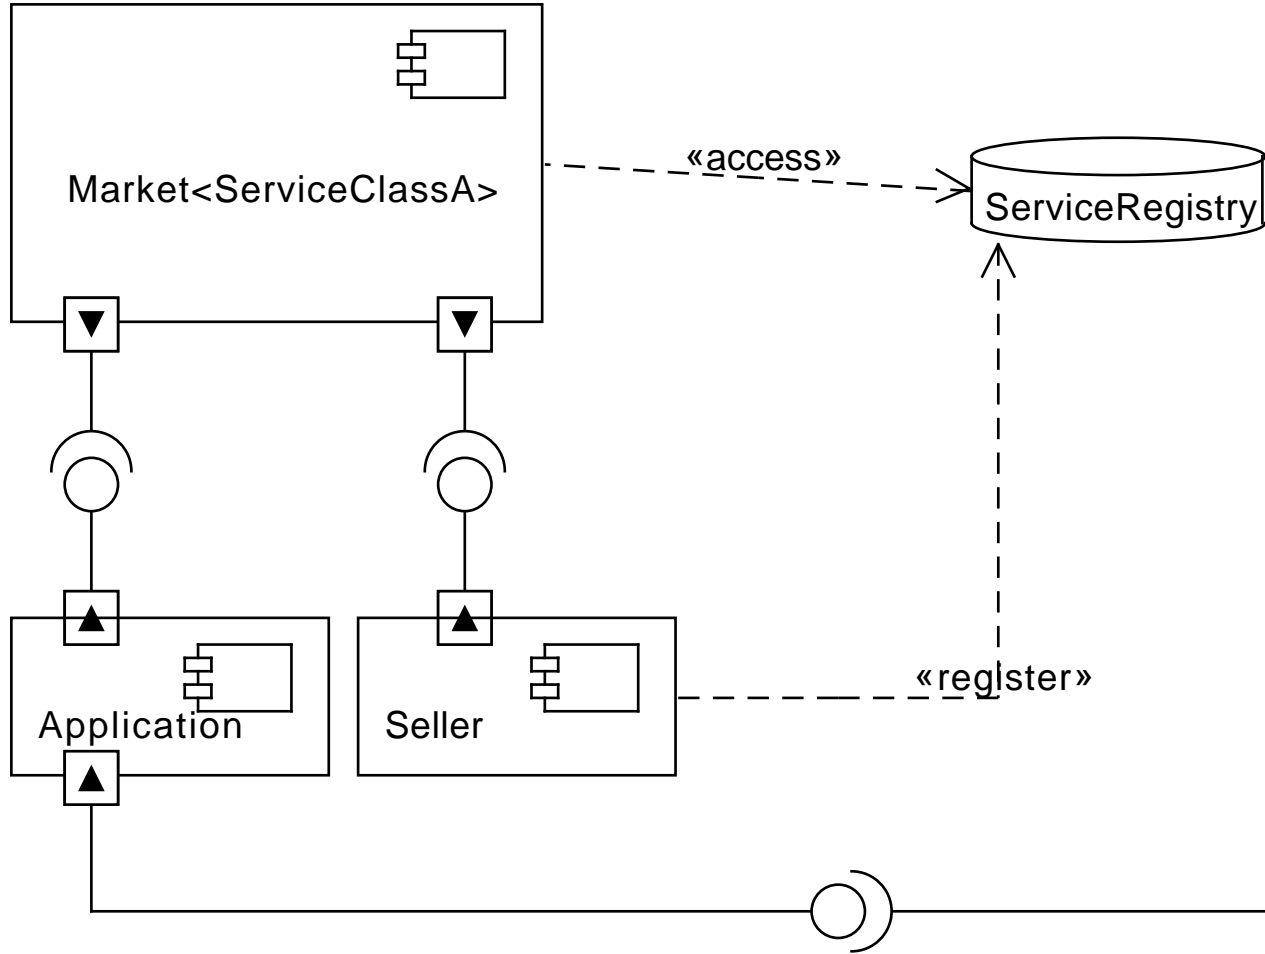 «access»
Market<ServiceClassA>
ServiceRegistry
«register»
Application
Seller